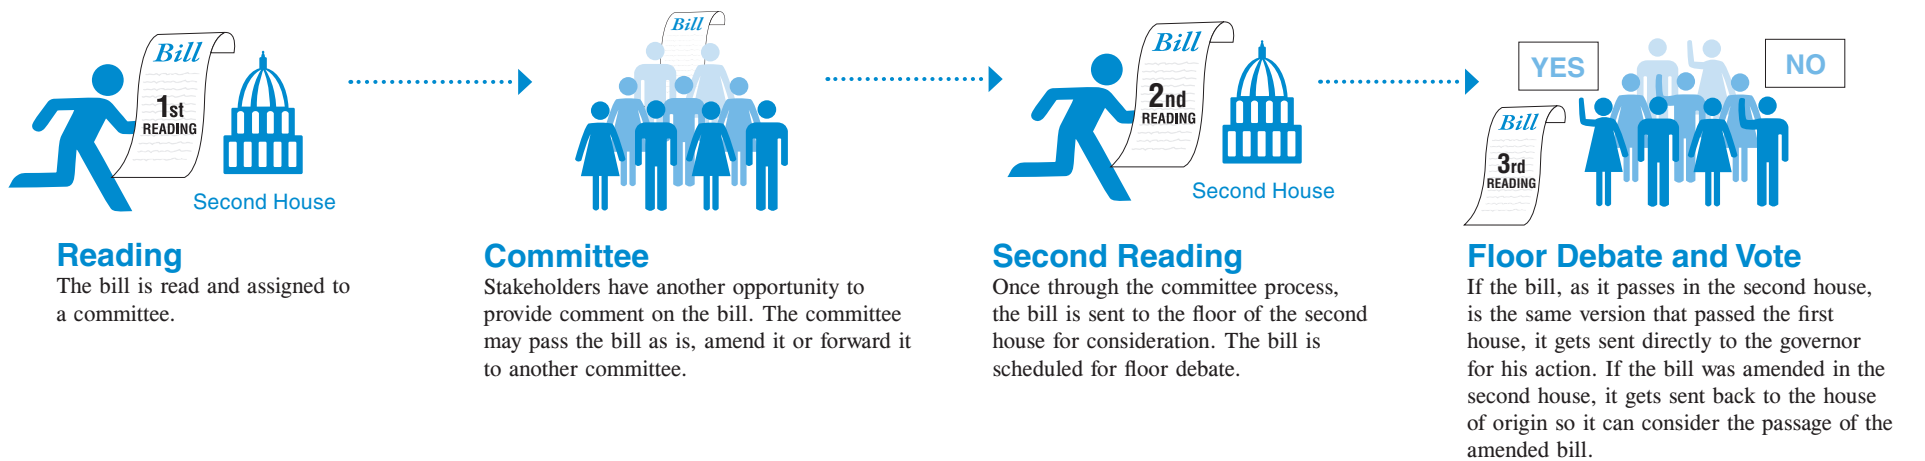 Bill
1st
READING
Second House
Reading
The bill is read and assigned to
a committee.
Bill
Committee
Stakeholders have another opportunity to
provide comment on the bill. The committee
may pass the bill as is, amend it or forward it
to another committee.
Bill
2nd
READING
Second House
Second Reading
Once through the committee process,
the bill is sent to the floor of the second
house for consideration. The bill is
scheduled for floor debate.
YES
NO
Bill
3rd
READING
Floor Debate and Vote
If the bill, as it passes in the second house,
is the same version that passed the first
house, it gets sent directly to the governor
for his action. If the bill was amended in the
second house, it gets sent back to the house
of origin so it can consider the passage of the
amended bill.